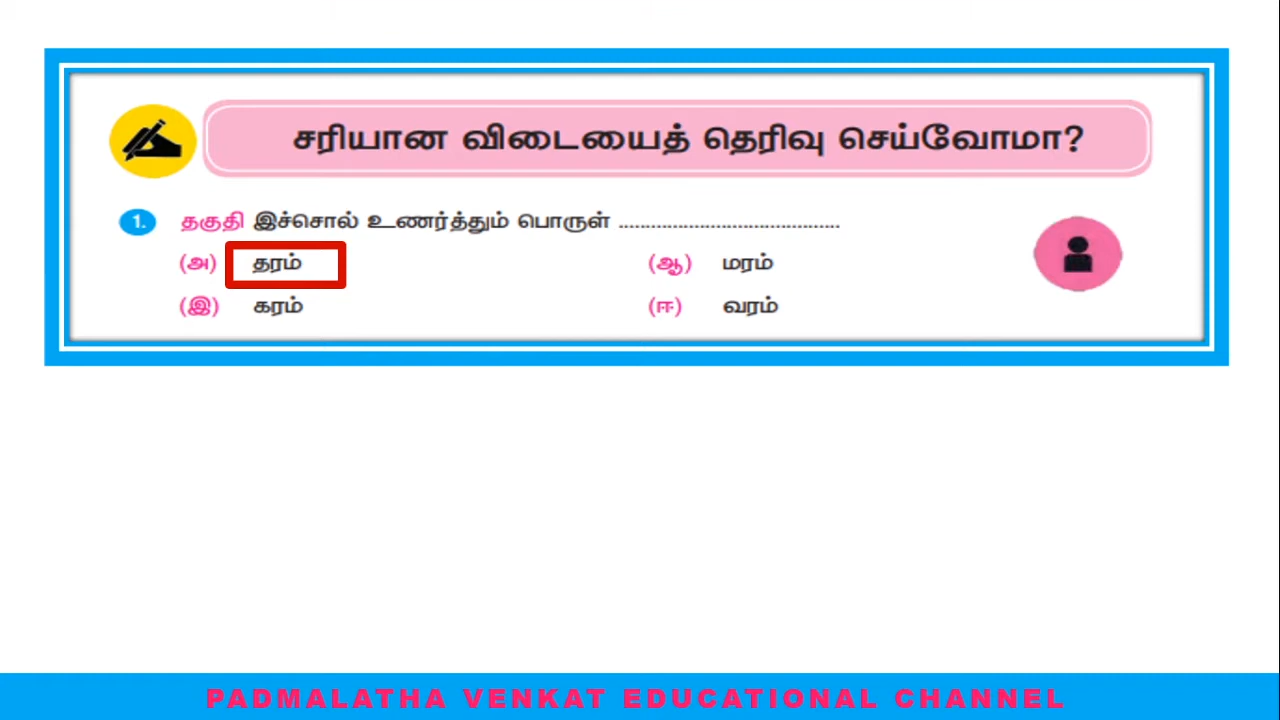 சரியான விடையைத் தெரிவு செய்வோமா?
1. தகுதி இச்சொல் உணர்த்தும் பொருள் ........................................
(அ) தரம் (ஆ) மரம்
(இ) கரம் (ஈ) வரம்
PADMALATHA VENKAT EDUCATIONAL CHANNEL